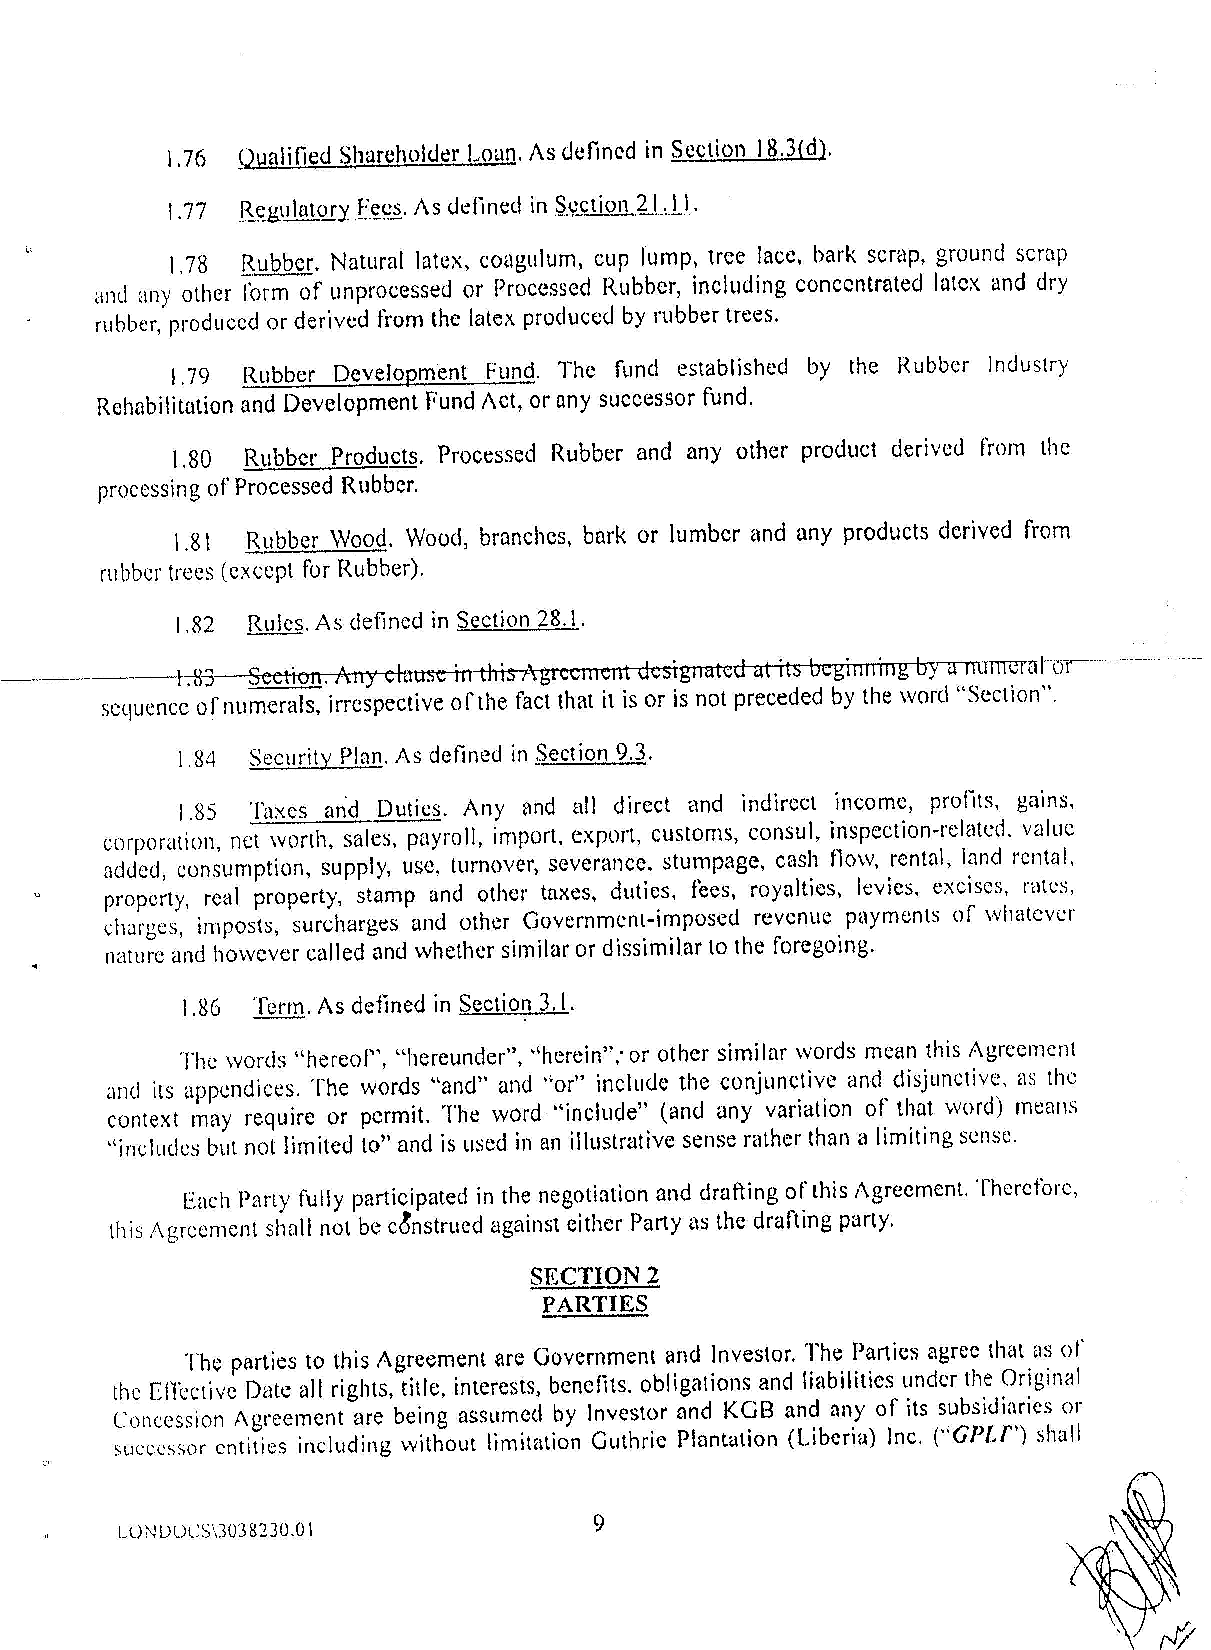 1.76 Qualified Shareholder Loan. As defined in Section 18.3(d).
1.77 Regulatory Fees. As defined in Section 21.11.
1.78 Rubber. Natural latex, coagulum, cup lump, tree lace, bark scrap, ground scrap
and any other form of unprocessed or Processed Rubber, including concentrated latex and dry
rubber, produced or derived from the latex produced by rubber trees.
1.79 Rubber Development Fund. The fund established by the Rubber Industry
Rehabilitation and Development Fund Act, or any successor fund.
1.80 Rubber Products. Processed Rubber and any other product derived from the
processing of Processed Rubber.
1.81 Rubber Wood. Wood, branches, bark or lumber and any products derived from
rubber trees (except for Rubber).
1.82 Rules. As defined in Section 28.1.
1.83 Section. Any clause in this Agreement designated at its beginning by a numeral or
sequence of numerals, irrespective of the fact that it is or is not preceded by the word “Section”.
1.84 Security Plan. As defined in Section 9.3.
1.85 Taxes and Duties. Any and all direct and indirect income, profits, gains,
corporation, net worth, sales, payroll, import, export, customs, consul, inspection-related, value
added, consumption, supply, use, turnover, severance, stumpage, cash flow, rental, land rental,
property, real property, stamp and other taxes, duties, fees, royalties, levies, excises, rates,
charges, imposts, surcharges and other Government-imposed revenue payments of whatever
nature and however called and whether similar or dissimilar to the foregoing.
1.86 Term. As defined in Section 3.1.
The words “hereof”, “hereunder”, “herein”, or other similar words mean this Agreement
and its appendices. The words “and” and “or” include the conjunctive and disjunctive, as the
context may require or permit. The word “include” (and any variation of that word) means
“includes but not limited to” and is used in an illustrative sense rather than a limiting sense.
Each Party fully participated in the negotiation and drafting of this Agreement. Therefore,
this Agreement shall not be construed against either Party as the drafting party.
SECTION 2
PARTIES
The parties to this Agreement are Government and Investor. The Parties agree that as of
the Effective Date all rights, title, interests, benefits, obligations and liabilities under the Original
Concession Agreement are being assumed by Investor and KGB and any of its subsidiaries or
successor entities including without limitation Guthrie Plantation (Liberia) Inc. (“GPLI”) shall
LONDOCS\3038230.01
9